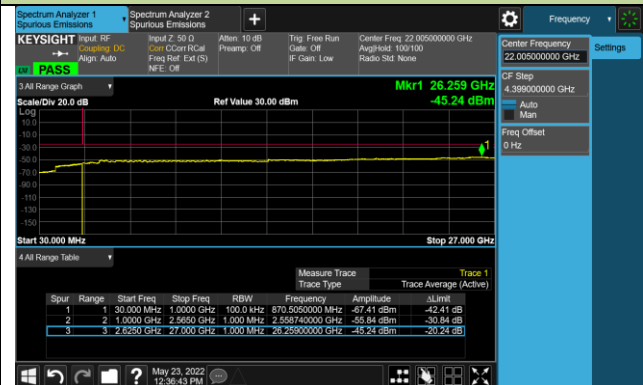 Spectrum Analyzer 1
Spurious Emissions
Spectrum Analyzer 2
Spurious Emissions
Frequency
KEYSIGHT
Input: RF
Coupling: DC
Align: Auto
Input Z: 50 Ω
Corr CCorr RCal
Freq Ref: Ext (S)
NFE: Off
Atten: 10 dB
Preamp: Off
Trig: Free Run
Gate: Off
IF Gain: Low
Center Freq: 22.005000000 GHz
Avg|Hold: 100/100
Radio Std: None
PASS
Center Frequency
22.005000000 GHz
Settings
CF Step
4.399000000 GHz
Auto
Man
Freq Offset
0 Hz
3 All Range Graph
Mkr1 26.259 GHz
Scale/Div 20.0 dB
Ref Value 30.00 dBm
-45.24 dBm
Log
10.0
-10.0
-30.0
-50.0
-70.0
-90.0
-110
-130
-150
1
Start 30.000 MHz
Stop 27.000 GHz
4 All Range Table
Measure Trace Trace 1
Trace Type Trace Average (Active)
Spur Range Start Freq Stop Freq RBW Frequency Amplitude ΔLimit
1 1 30.000 MHz 1.0000 GHz 100.0 kHz 870.5050000 MHz -67.41 dBm -42.41 dB
2 2 1.0000 GHz 2.5650 GHz 1.000 MHz 2.558740000 GHz -55.84 dBm -30.84 dB
3 3 2.6250 GHz 27.000 GHz 1.000 MHz 26.25900000 GHz -45.24 dBm -20.24 dB
May 23, 2022
12:36:43 PM